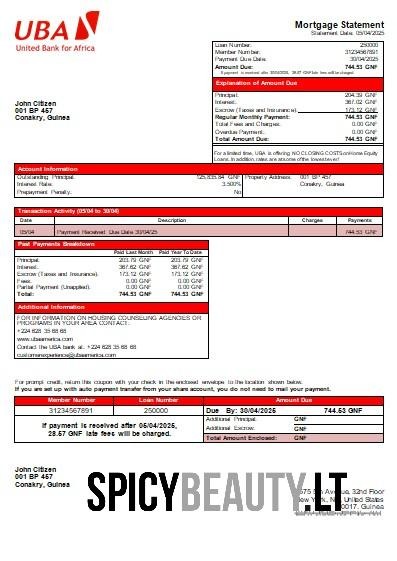 UBA
United Bank for Africa
Mortgage Statement
Statement Date: 05/04/2025
Loan Number: 250000
Member Number: 31234567891
Payment Due Date: 30/04/2025
Amount Due: 744.53 GNF
If payment is received after 30/04/2025, 28.57 GNF late fees will be charged.
Explanation of Amount Due
Principal: 204.39 GNF
Interest: 367.02 GNF
Escrow (Taxes and Insurance): 173.12 GNF
Regular Monthly Payment: 744.53 GNF
Total Fees and Charges: 0.00 GNF
Overdue Payment: 0.00 GNF
Total Amount Due: 744.53 GNF
For a limited time, UBA is offering NO CLOSING COSTS on Home Equity
Loans. In addition, rates are at some of the lowest ever!
John Citizen
001 BP 457
Conakry, Guinea
Account Information
Outstanding Principal: 125,835.84 GNF Property Address: 001 BP 457
Interest Rate: 3.500% Conakry, Guinea
Prepayment Penalty: No
Transaction Activity (05/04 to 30/04)
Date Description Charges Payments
05/04 Payment Received Due Date 30/04/25 744.53 GNF
Past Payments Breakdown
Paid Last Month Paid Year To Date
Principal: 203.79 GNF 203.79 GNF
Interest: 367.62 GNF 367.62 GNF
Escrow (Taxes and Insurance): 173.12 GNF 173.12 GNF
Fees: 0.00 GNF 0.00 GNF
Partial Payment (Unapplied): 0.00 GNF 0.00 GNF
Total: 744.53 GNF 744.53 GNF
Additional Information
FOR INFORMATION ON HOUSING COUNSELING AGENCIES OR
PROGRAMS IN YOUR AREA CONTACT:
+224 628 35 68 68
www.ubaamerica.com
Contact the UBA bank at: +224 628 35 68 68
customerexperience@ubaamerica.com
For prompt credit, return this coupon with your check in the enclosed envelope to the location shown below.
If you are set up with auto payment transfer from your share account, you do not need to mail your payment.
Member Number Loan Number Amount Due
31234567891 250000 Due By: 30/04/2025 744.53 GNF
If payment is received after 05/04/2025,
28.57 GNF late fees will be charged.
Additional Principal: GNF
Additional Escrow: GNF
Total Amount Enclosed: GNF
John Citizen
001 BP 457
Conakry, Guinea
SPICYBEAUTY.LT
Avenue, 32nd Floor
United States
Guinea